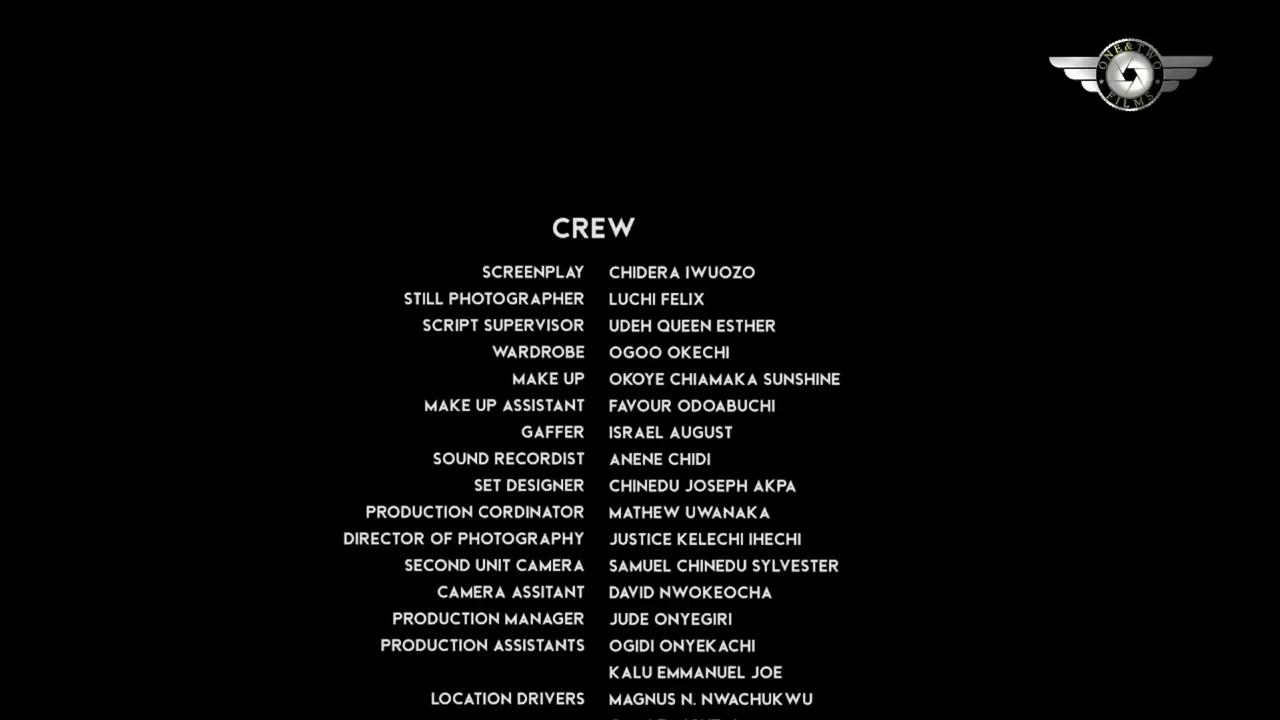 ONE&TWO
FILMS
CREW
SCREENPLAY CHIDERA IWUOZO
STILL PHOTOGRAPHER LUCHI FELIX
SCRIPT SUPERVISOR UDEH QUEEN ESTHER
WARDROBE OGOO OKECHI
MAKE UP OKOYE CHIAMAKA SUNSHINE
MAKE UP ASSISTANT FAVOUR ODOABUCHI
GAFFER ISRAEL AUGUST
SOUND RECORDIST ANENE CHIDI
SET DESIGNER CHINEDU JOSEPH AKPA
PRODUCTION CORDINATOR MATHEW UWANAKA
DIRECTOR OF PHOTOGRAPHY JUSTICE KELECHI IHECHI
SECOND UNIT CAMERA SAMUEL CHINEDU SYLVESTER
CAMERA ASSITANT DAVID NWOKEOCHA
PRODUCTION MANAGER JUDE ONYEGIRI
PRODUCTION ASSISTANTS OGIDI ONYEKACHI
KALU EMMANUEL JOE
LOCATION DRIVERS MAGNUS N. NWACHUKWU